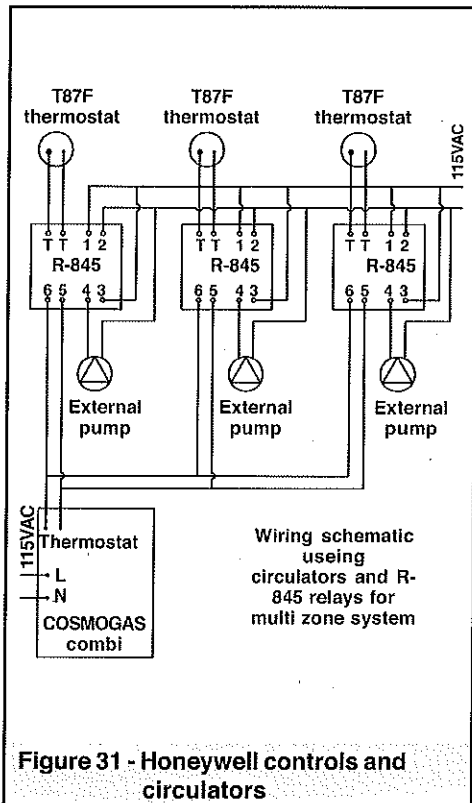 T87F T87F T87F
thermostat thermostat thermostat
115VAC
T T 1 2 T T 1 2 T T 1 2
R-845 R-845 R-845
6 5 4 3 6 5 4 3 6 5 4 3
External External External
pump pump pump
115VAC
Thermostat
L
N
COSMOGAS
combi
Wiring schematic
useing
circulators and R-
845 relays for
multi zone system
Figure 31 - Honeywell controls and
circulators